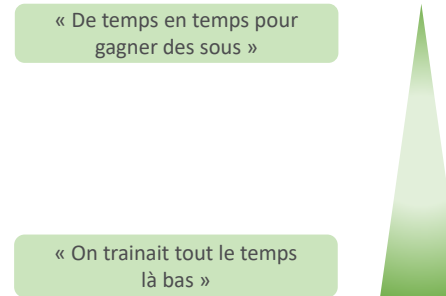 « De temps en temps pour
gagner des sous »
« On trainait tout le temps
là bas »